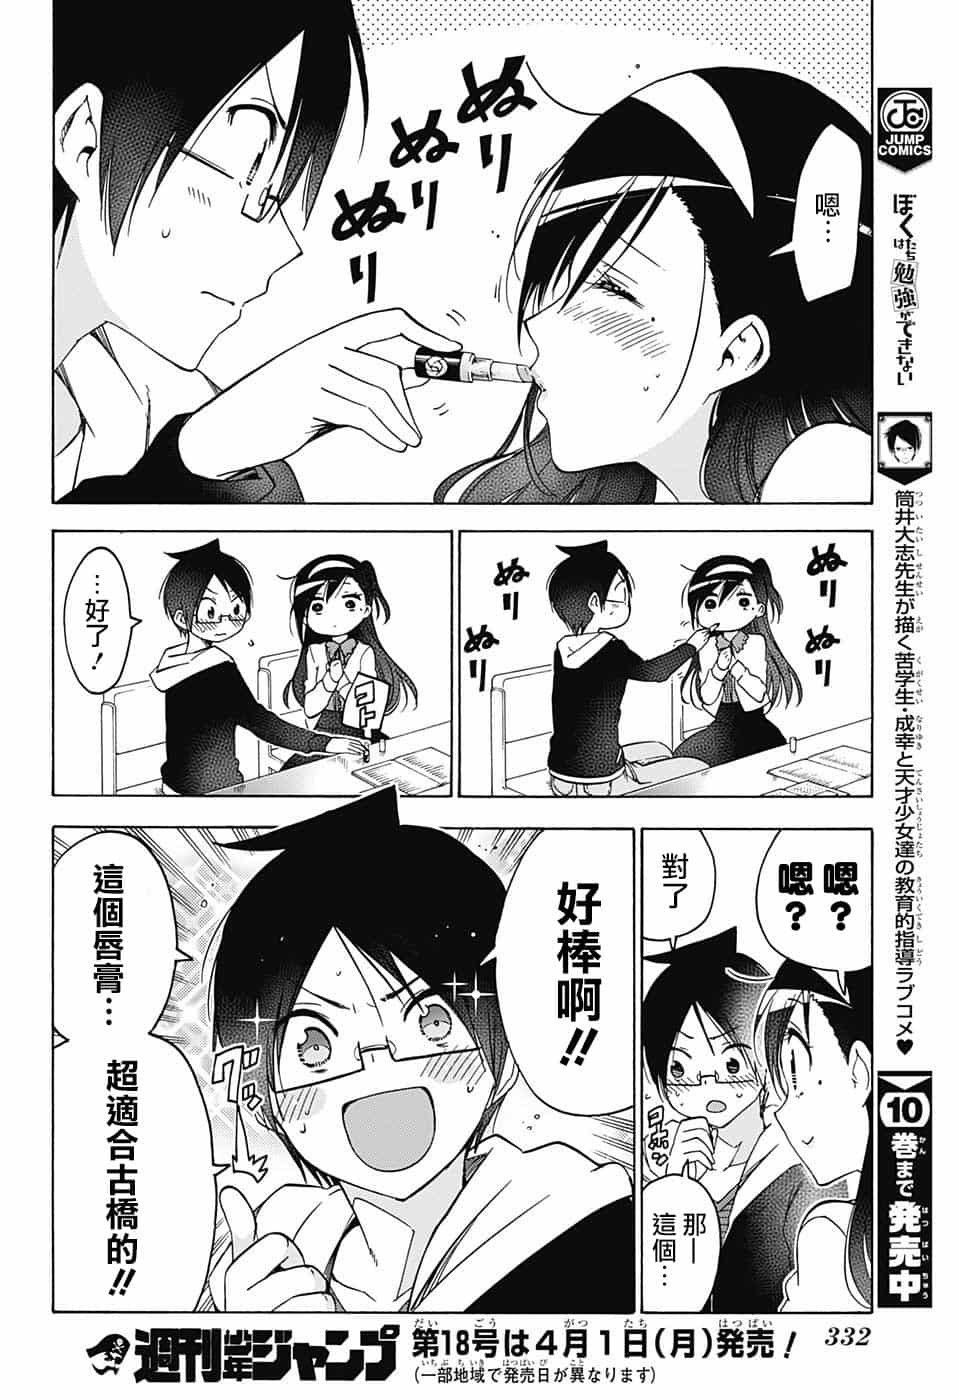 ぬり
ぬり
ぬり
嗯…
ぬり
ぬり
ぬり
…好了！
コト
嗯？
嗯？
對了
那ー
這個…
好棒啊!!
這個唇膏…
超適合古橋的!!
グッ
JUMP COMICS
ぼくたちは勉強ができない
筒井大志先生が描く苦学生・成幸と天才少女達の教育的指導ラブコメ♥
10巻まで発売中
週刊少年ジャンプ 第18号は4月1日(月)発売！
(一部地域で発売日が異なります)
332